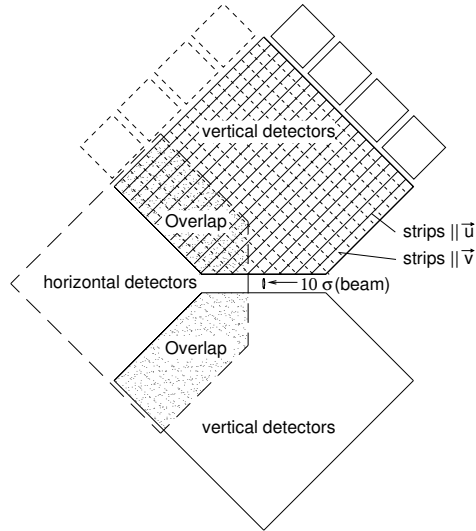 vertical detectors
Overlap
strips || u⃗
strips || v⃗
horizontal detectors
10 σ(beam)
Overlap
vertical detectors